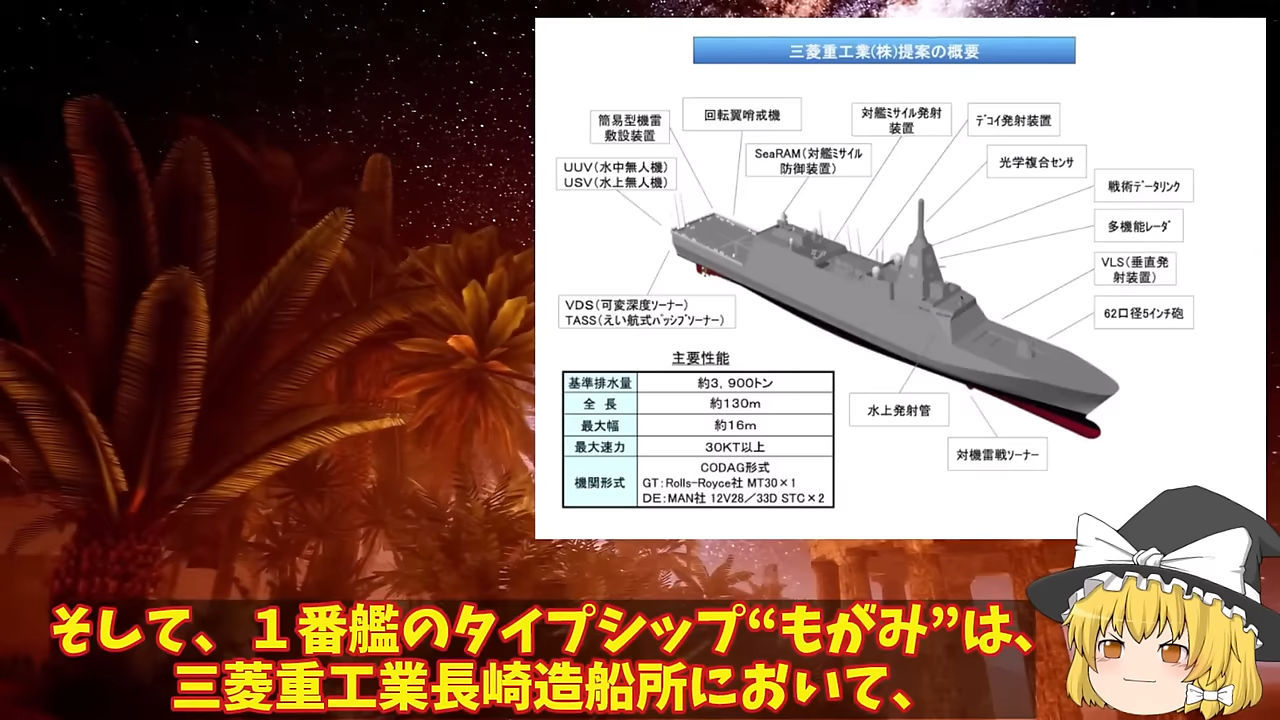 三菱重工業(株)提案の概要
簡易型機雷
敷設装置
回転翼哨戒機
対艦ﾐｻｲﾙ発射
装置
ﾃﾞｺｲ発射装置
SeaRAM(対艦ﾐｻｲﾙ
防御装置)
光学複合ｾﾝｻ
UUV(水中無人機)
USV(水上無人機)
戦術ﾃﾞｰﾀﾘﾝｸ
多機能ﾚｰﾀﾞ
VLS(垂直発
射装置)
62口径5ｲﾝﾁ砲
VDS(可変深度ｿｰﾅｰ)
TASS(えい航式ﾊﾟｯｼﾌﾞｿｰﾅｰ)
主要性能
基準排水量 約3，900トン
全 長 約130m
最大幅 約16m
最大速力 30KT以上
機関形式 CODAG形式
GT：Rolls-Royce社 MT30×1
DE：MAN社 12V28／33D STC×2
水上発射管
対機雷戦ｿｰﾅｰ
そして、１番艦のタイプシップ“もがみ”は、
三菱重工業長崎造船所において、